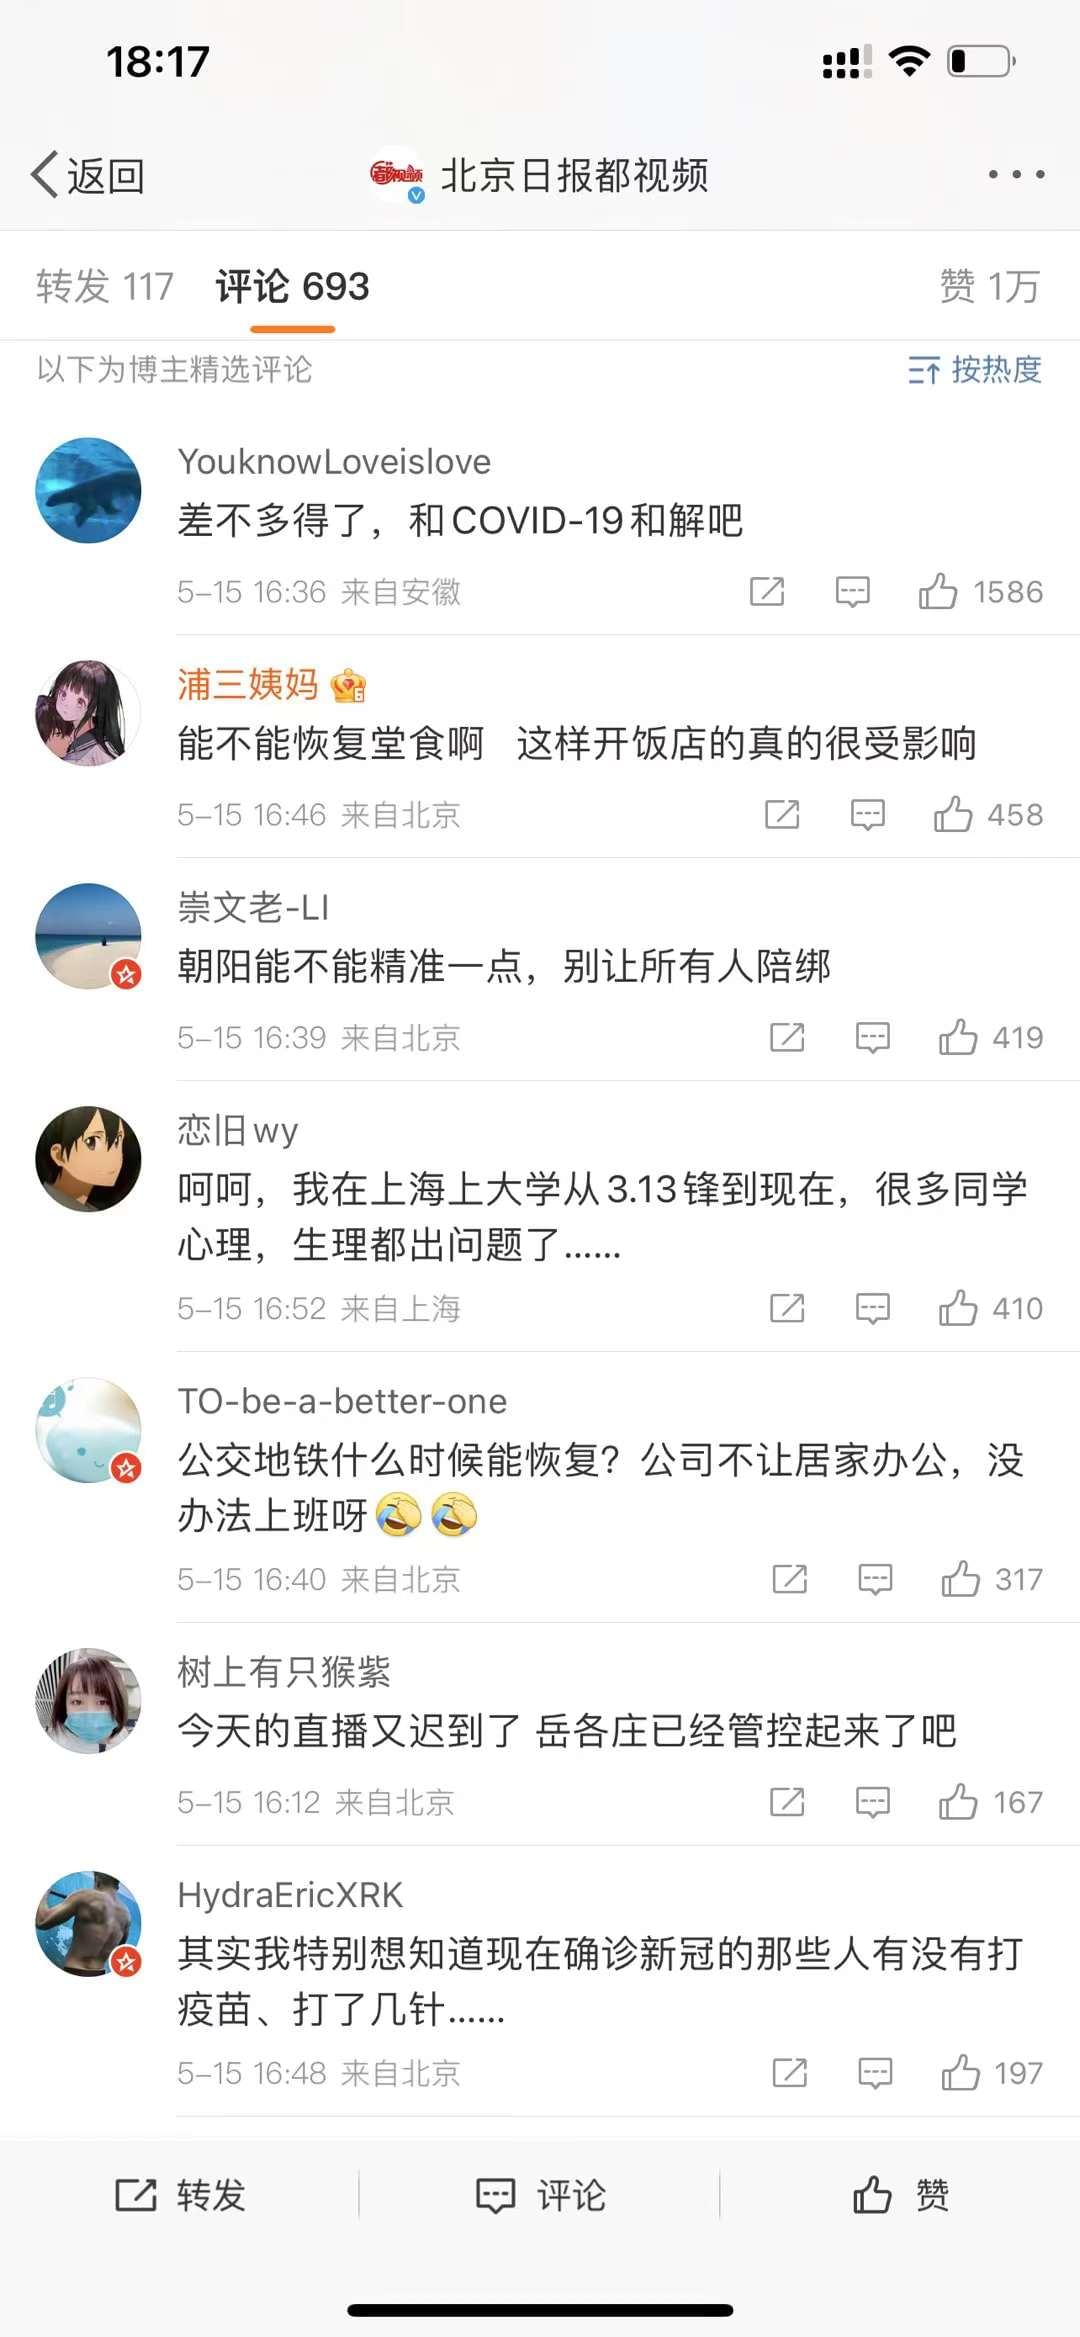 18:17
返回
都视频
北京日报都视频
转发 117 评论 693 赞 1万
以下为博主精选评论 按热度
YouknowLoveislove
差不多得了，和COVID-19和解吧
5-15 16:36 来自安徽 1586
浦三姨妈
能不能恢复堂食啊 这样开饭店的真的很受影响
5-15 16:46 来自北京 458
崇文老-LI
朝阳能不能精准一点，别让所有人陪绑
5-15 16:39 来自北京 419
恋旧wy
呵呵，我在上海上大学从3.13锋到现在，很多同学
心理，生理都出问题了……
5-15 16:52 来自上海 410
TO-be-a-better-one
公交地铁什么时候能恢复？公司不让居家办公，没
办法上班呀🤣🤣
5-15 16:40 来自北京 317
树上有只猴紫
今天的直播又迟到了 岳各庄已经管控起来了吧
5-15 16:12 来自北京 167
HydraEricXRK
其实我特别想知道现在确诊新冠的那些人有没有打
疫苗、打了几针……
5-15 16:48 来自北京 197
转发 评论 赞